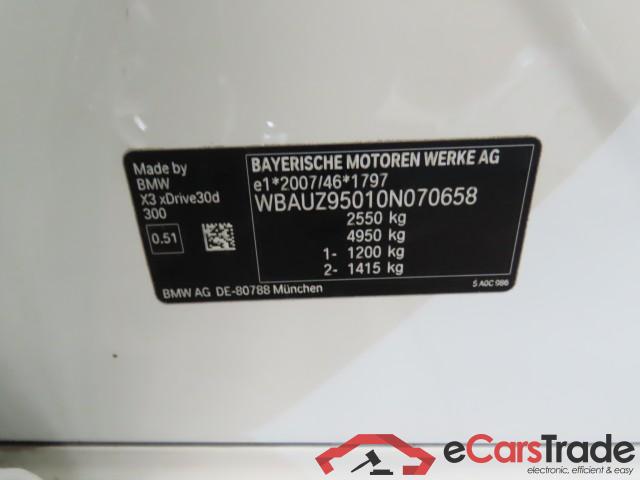 Made by
BMW
X3 xDrive30d
300
0.51
BAYERISCHE MOTOREN WERKE AG
e1*2007/46*1797
WBAUZ95010N070658
2550 kg
4950 kg
1- 1200 kg
2- 1415 kg
BMW AG DE-80788 München
5 A0C 986
eCarsTrade
electronic, efficient & easy